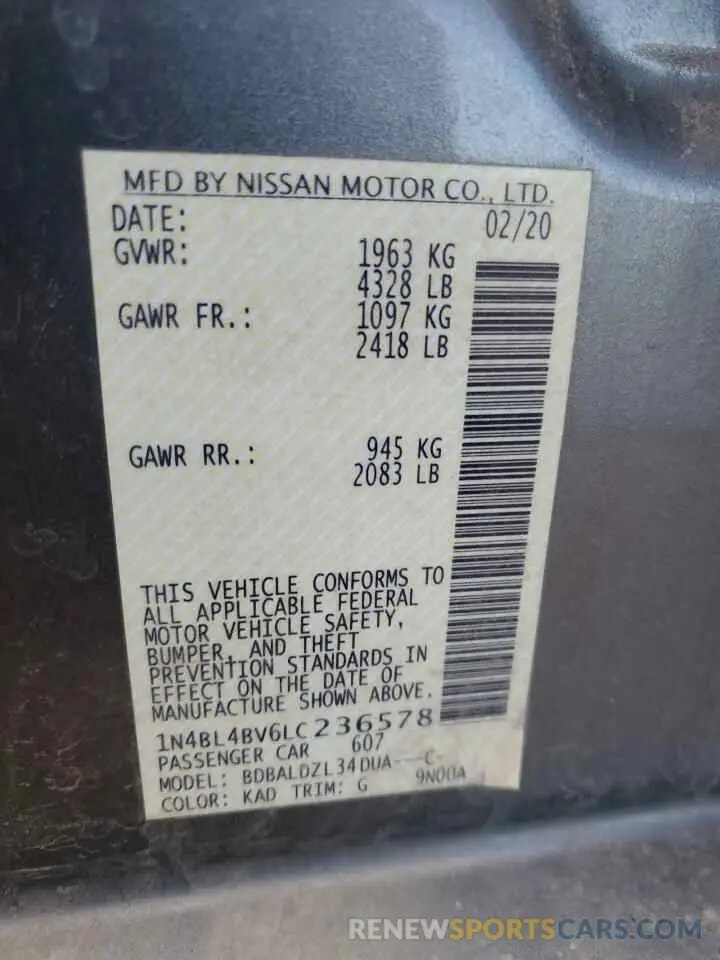 MFD BY NISSAN MOTOR CO., LTD.
DATE: 02/20
GVWR: 1963 KG
4328 LB
GAWR FR.: 1097 KG
2418 LB
GAWR RR.: 945 KG
2083 LB
THIS VEHICLE CONFORMS TO
ALL APPLICABLE FEDERAL
MOTOR VEHICLE SAFETY,
BUMPER, AND THEFT
PREVENTION STANDARDS IN
EFFECT ON THE DATE OF
MANUFACTURE SHOWN ABOVE.
1N4BL4BV6LC236578
PASSENGER CAR 607
MODEL: BDBALDZL34DUA---C-
COLOR: KAD TRIM: G 9N00A
RENEWSPORTSCARS.COM